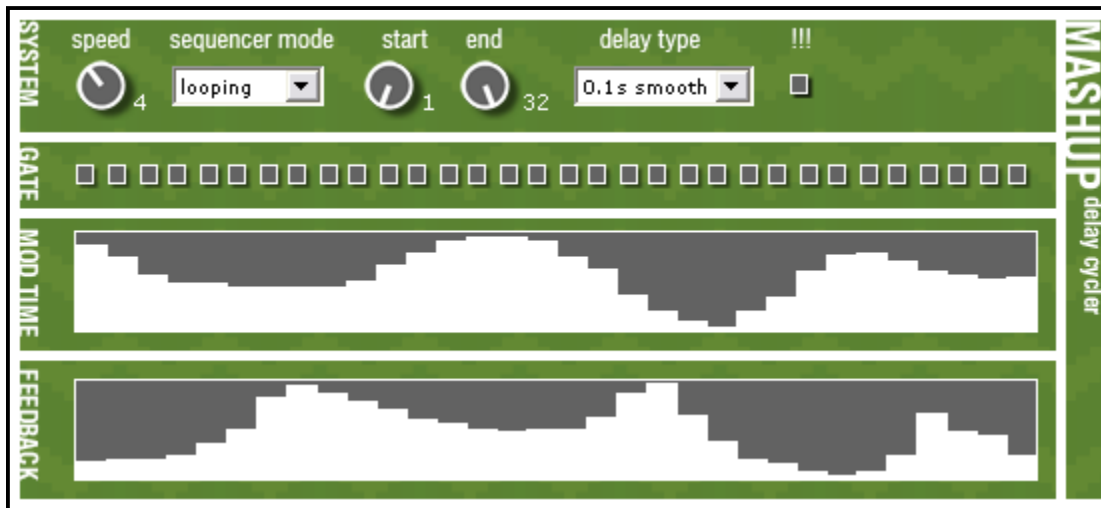 SYSTEM
speed
sequencer mode
start
end
delay type
!!!
4
looping
1
32
0.1s smooth
GATE
MOD TIME
FEEDBACK
MASHUP delay cycler